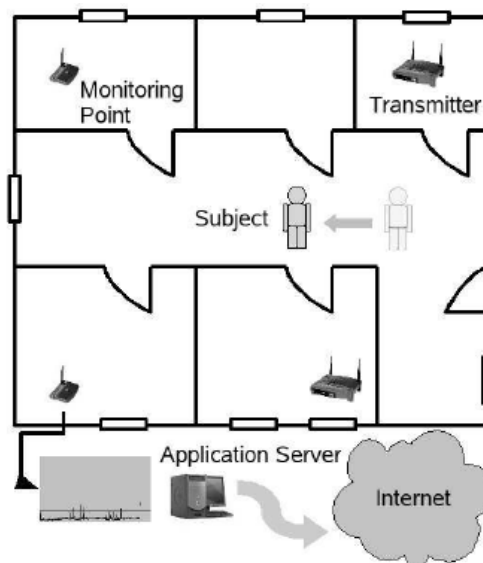 Monitoring
Point
Transmitter
Subject
Application Server
Internet